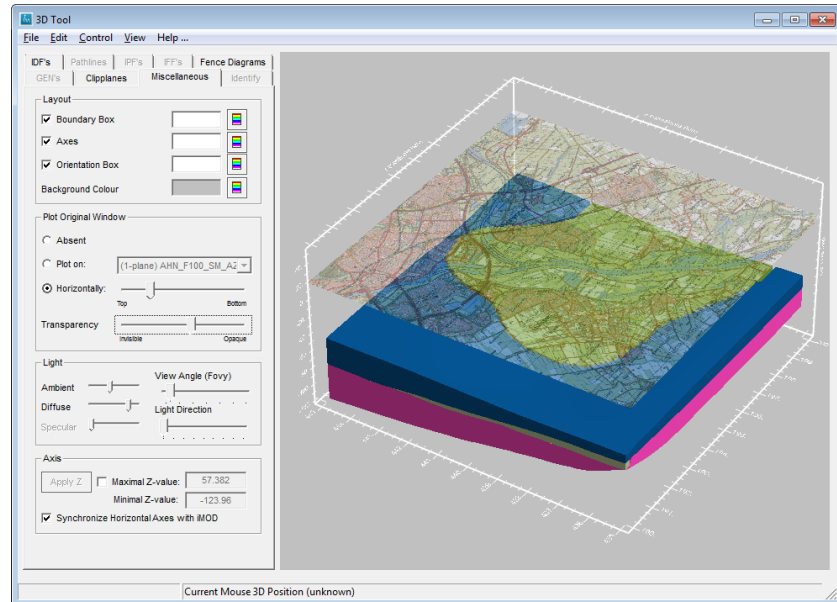 3D Tool
File Edit Control View Help ...
IDF's Pathlines IPF's IFF's Fence Diagrams
GEN's Clipplanes Miscellaneous Identify
Layout
Boundary Box
Axes
Orientation Box
Background Colour
Plot Original Window
Absent
Plot on: (1-plane) AHN_F100_SM_AZ
Horizontally:
Top Bottom
Transparency
Invisible Opaque
Light
Ambient View Angle (Fovy)
Diffuse Light Direction
Specular
Axis
Apply Z Maximal Z-value: 57.382
Minimal Z-value: -123.96
Synchronize Horizontal Axes with iMOD
Current Mouse 3D Position (unknown)